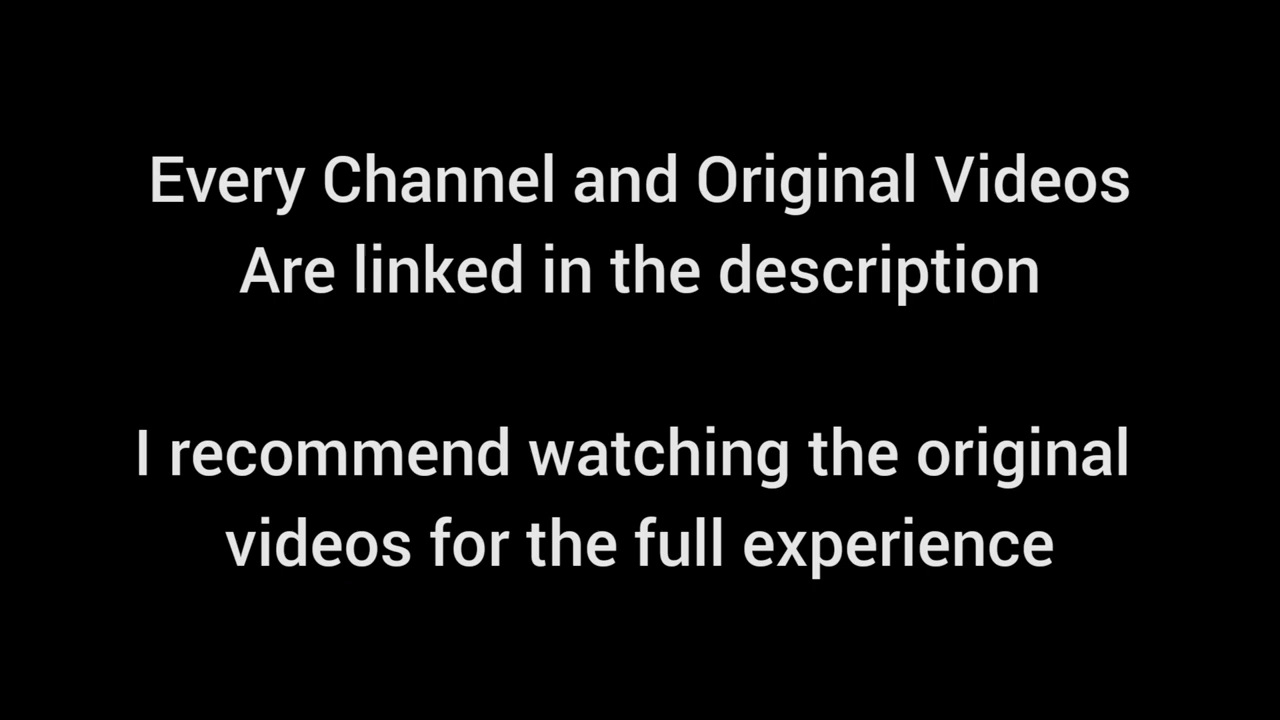 Every Channel and Original Videos
Are linked in the description
I recommend watching the original
videos for the full experience